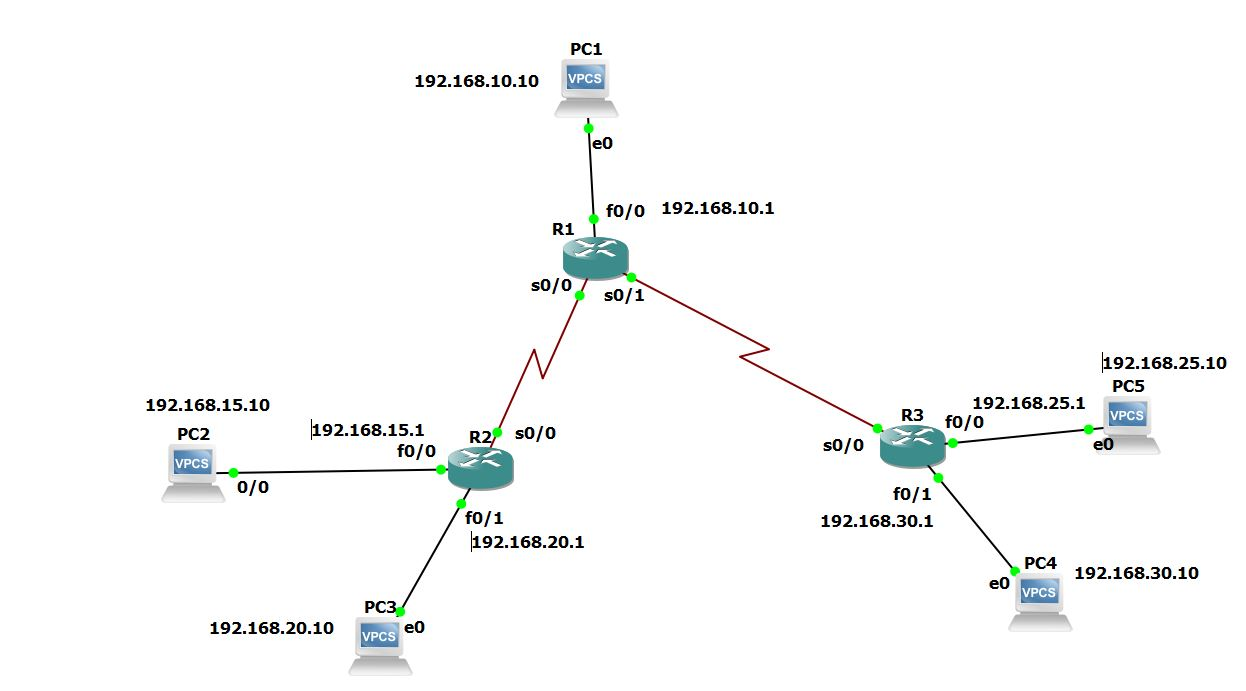 PC1
192.168.10.10
VPCS
e0
f0/0
192.168.10.1
R1
s0/0
s0/1
192.168.25.10
PC5
192.168.25.1
VPCS
R3
f0/0
e0
s0/0
f0/1
192.168.30.1
PC4
192.168.30.10
e0
VPCS
192.168.15.10
PC2
192.168.15.1
s0/0
R2
f0/0
VPCS
0/0
f0/1
192.168.20.1
PC3
192.168.20.10
e0
VPCS